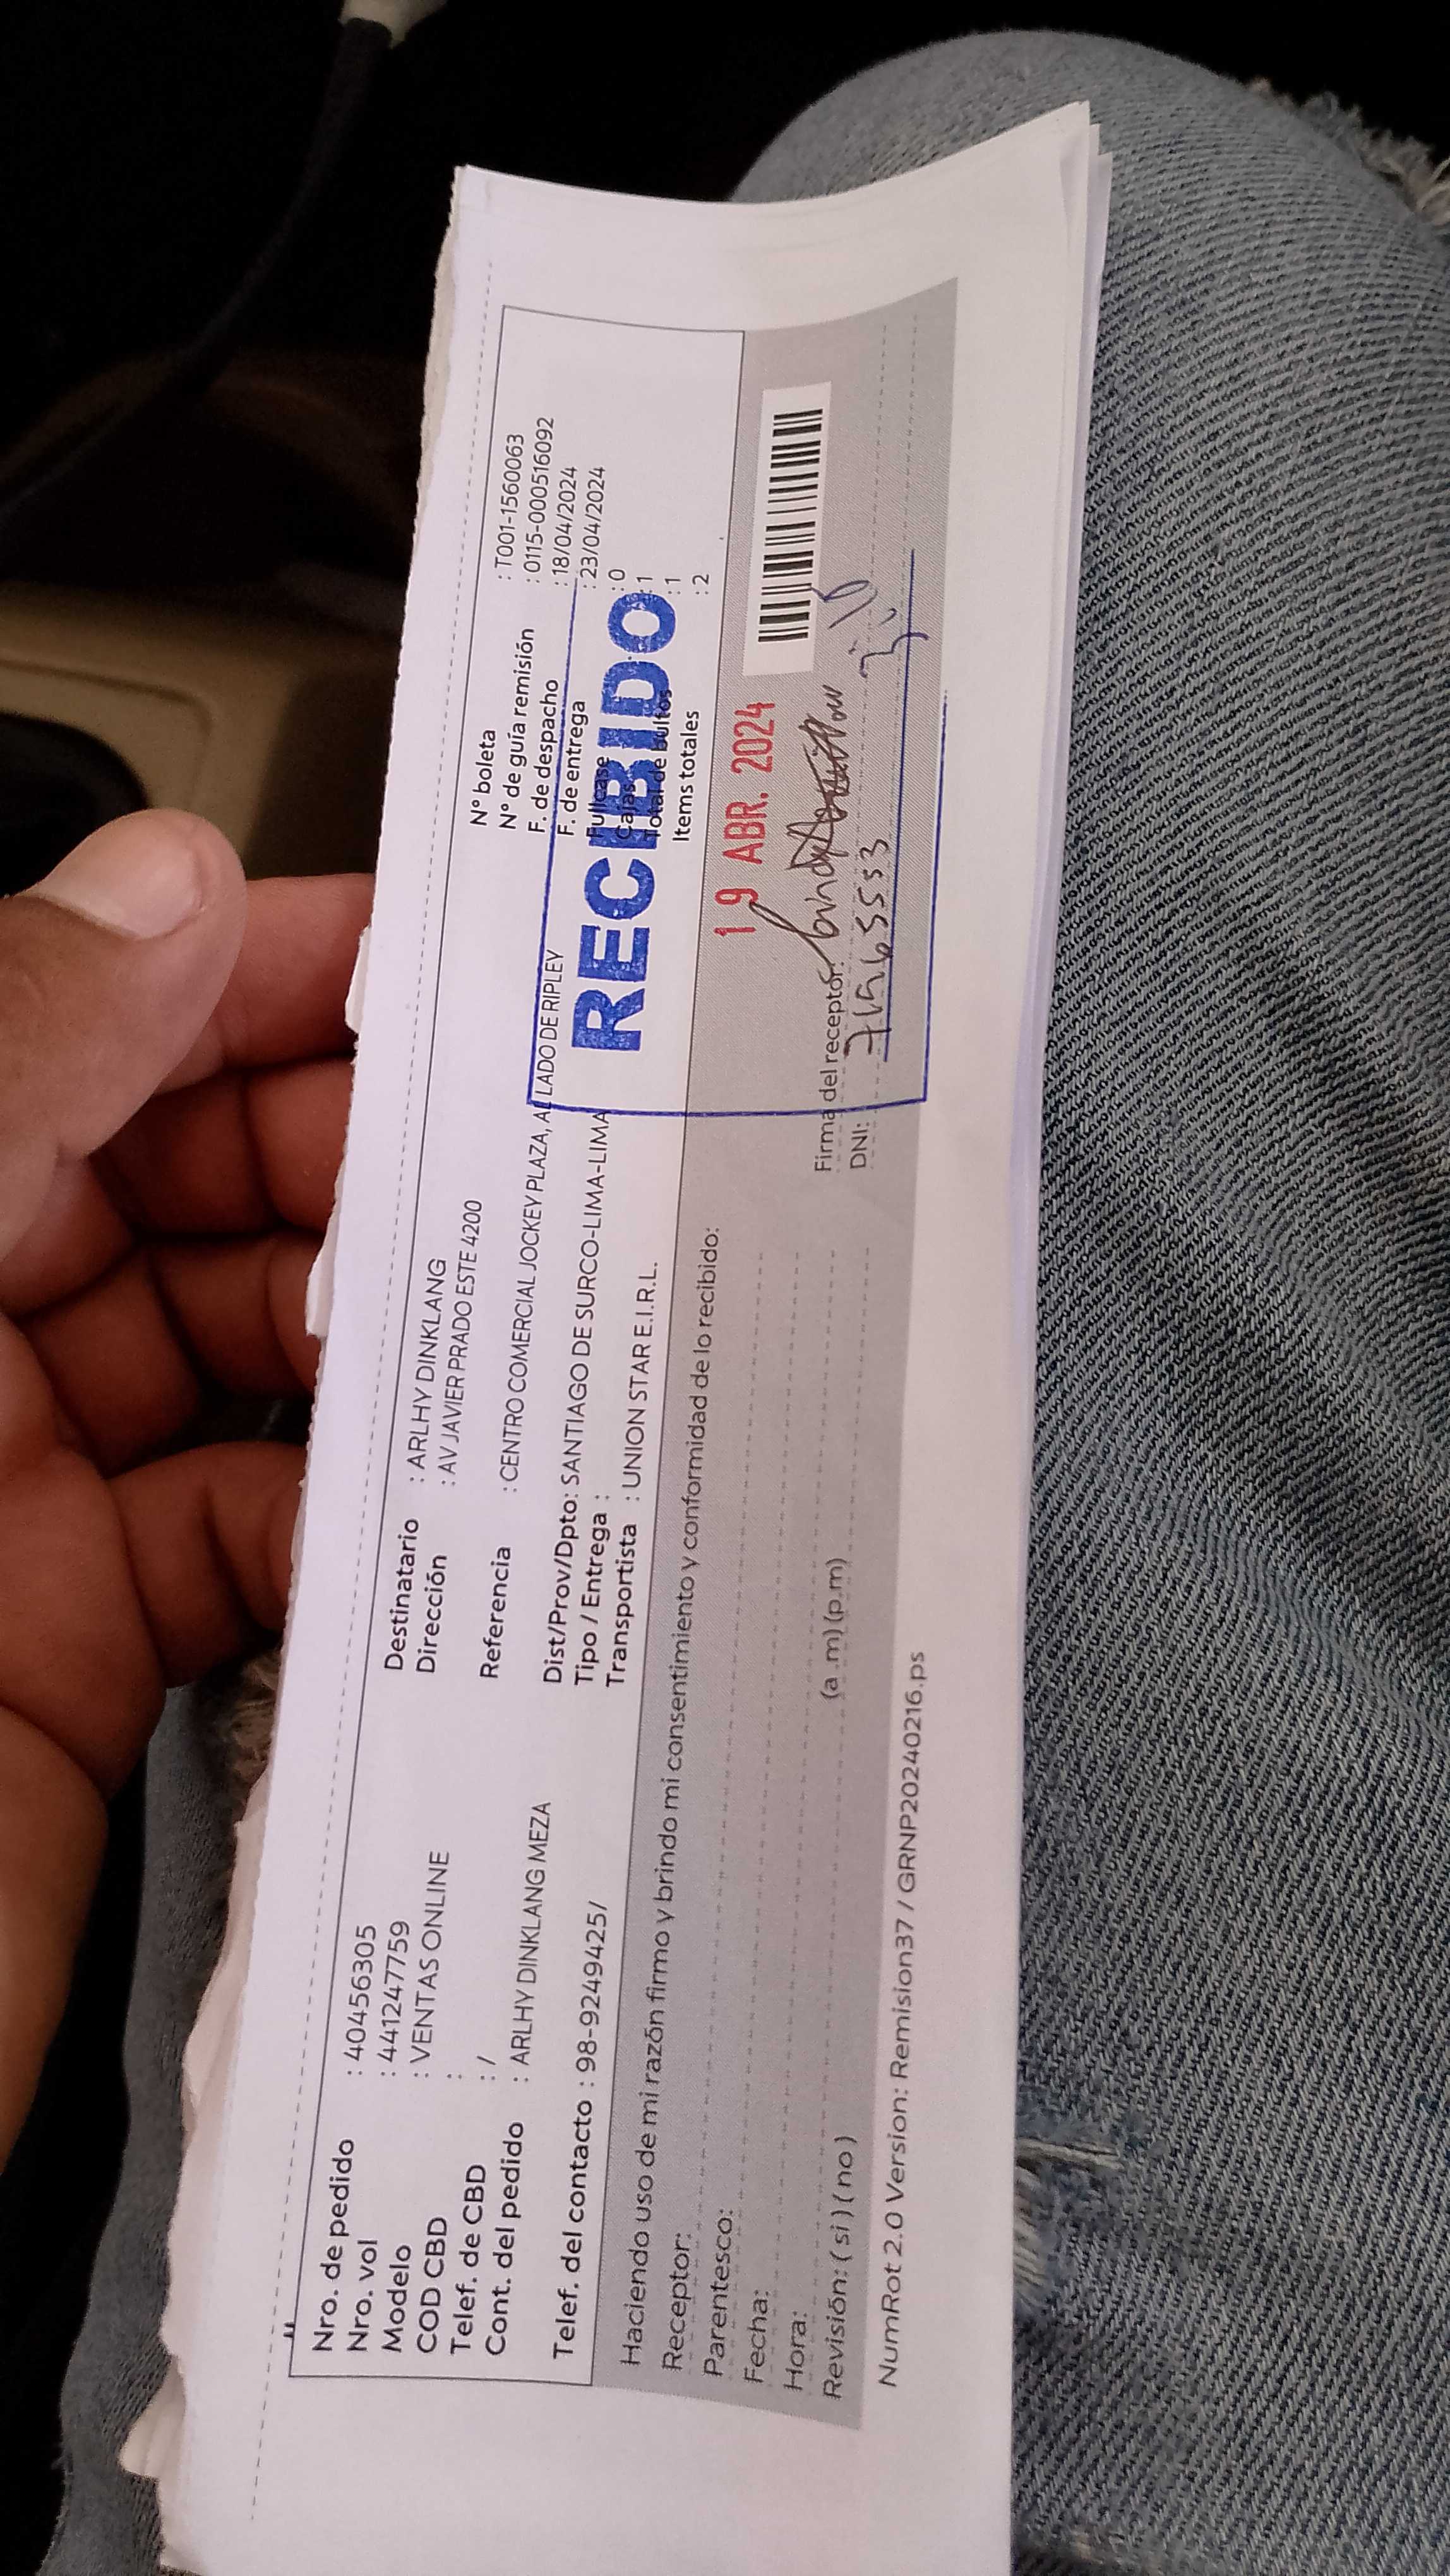 Nro. de pedido : 40456305
Nro. vol : 441247759
Modelo : VENTAS ONLINE
COD CBD :
Telef. de CBD : /
Cont. del pedido : ARLHY DINKLANG MEZA
Telef. del contacto : 98-9249425/
Destinatario : ARLHY DINKLANG
Dirección : AV JAVIER PRADO ESTE 4200
Referencia : CENTRO COMERCIAL JOCKEY PLAZA, AL LADO DE RIPLEY
Dist/Prov/Dpto: SANTIAGO DE SURCO-LIMA-LIMA
Tipo / Entrega :
Transportista : UNION STAR E.I.R.L.
N° boleta : T001-1560063
N° de guía remisión : 0115-000516092
F. de despacho : 18/04/2024
F. de entrega : 23/04/2024
Fullcase : 0
Cajas : 1
Total de bultos : 1
Items totales : 2
RECIBIDO
19 ABR. 2024
Haciendo uso de mi razón firmo y brindo mi consentimiento y conformidad de lo recibido:
Receptor:
Parentesco:
Fecha:
Hora: (a.m) (p.m)
Revisión: ( si ) ( no )
Firma del receptor:
DNI:
NumRot 2.0 Version: Remision37 / GRNP20240216.ps